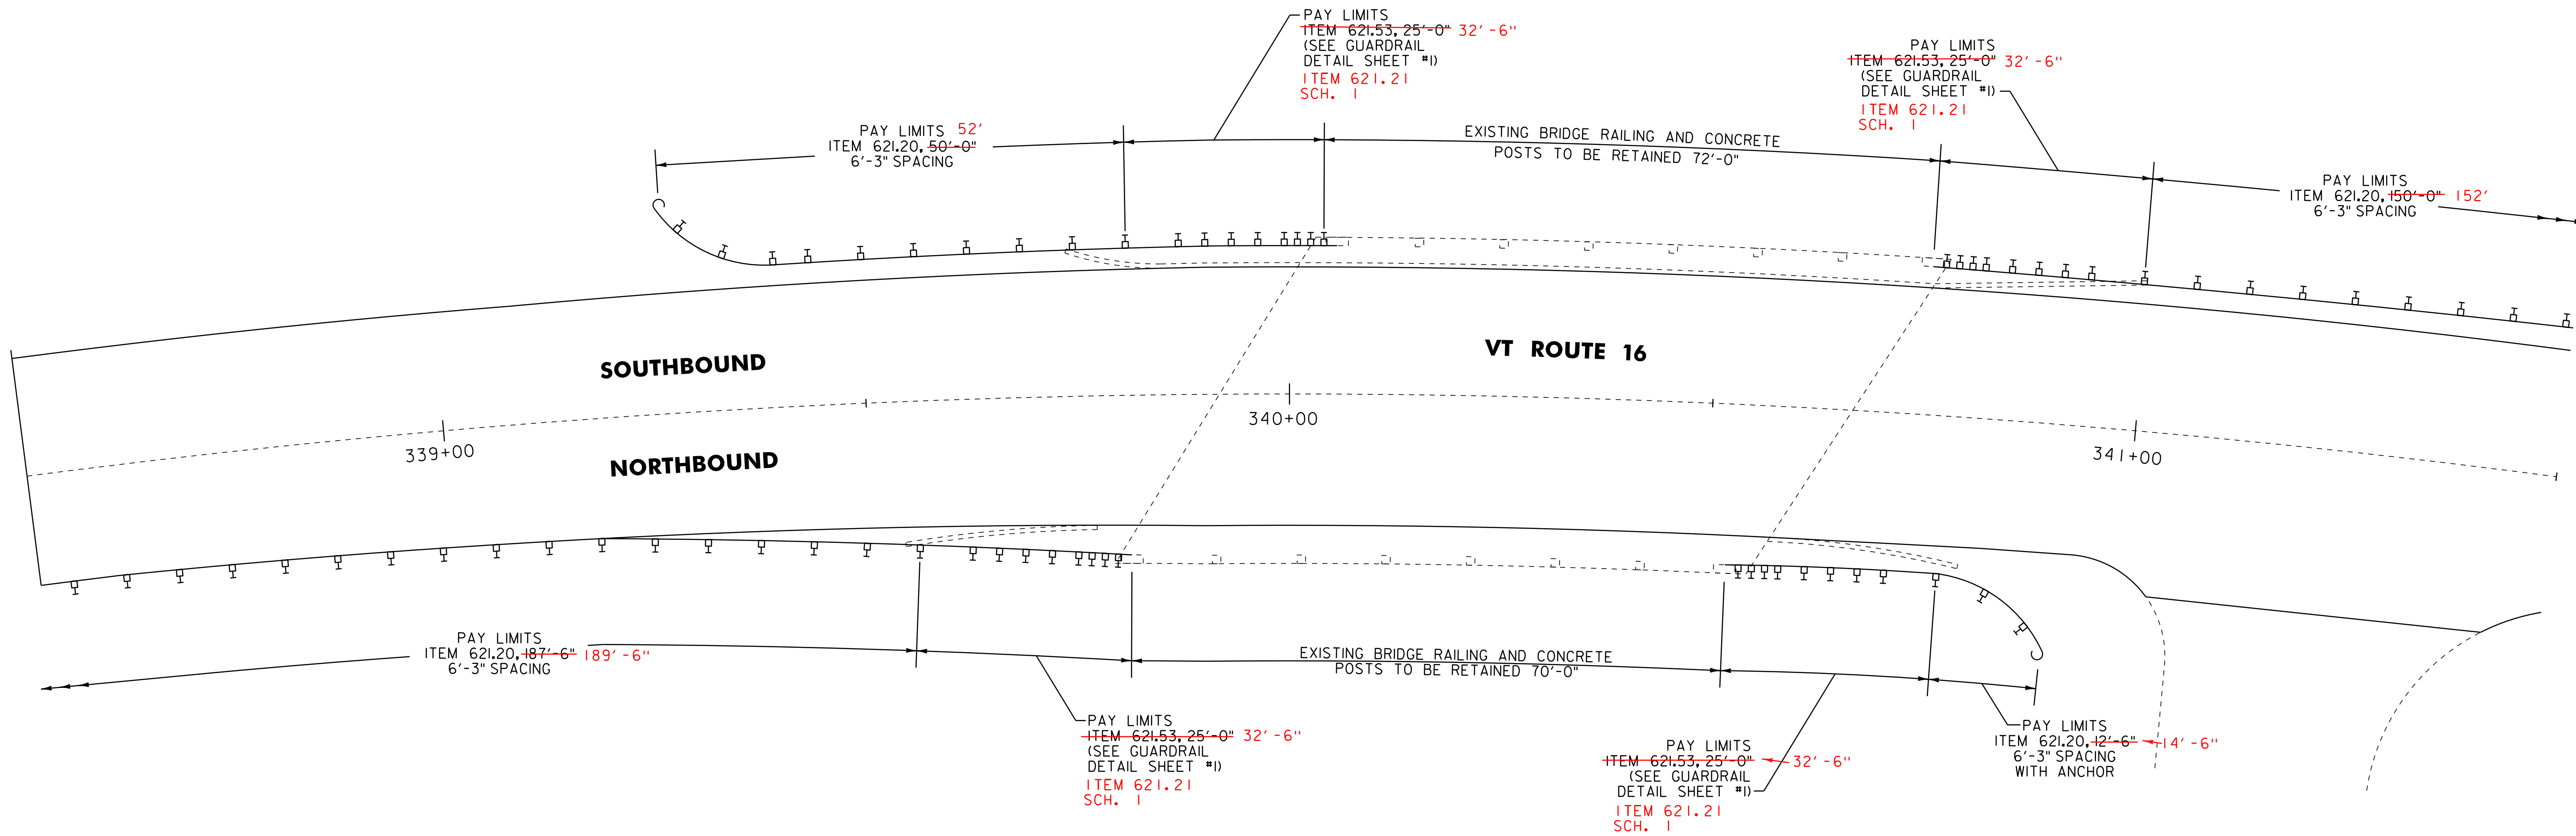 PAY LIMITS
ITEM 621.53, 25'-0" 32'-6"
(SEE GUARDRAIL
DETAIL SHEET #1)
ITEM 621.21
SCH. 1
PAY LIMITS
ITEM 621.53, 25'-0" 32'-6"
(SEE GUARDRAIL
DETAIL SHEET #1)
ITEM 621.21
SCH. 1
PAY LIMITS 52'
ITEM 621.20, 50'-0"
6'-3" SPACING
EXISTING BRIDGE RAILING AND CONCRETE
POSTS TO BE RETAINED 72'-0"
PAY LIMITS
ITEM 621.20, 150'-0" 152'
6'-3" SPACING
SOUTHBOUND
VT ROUTE 16
339+00
340+00
341+00
NORTHBOUND
PAY LIMITS
ITEM 621.20, 187'-6" 189'-6"
6'-3" SPACING
EXISTING BRIDGE RAILING AND CONCRETE
POSTS TO BE RETAINED 70'-0"
PAY LIMITS
ITEM 621.53, 25'-0" 32'-6"
(SEE GUARDRAIL
DETAIL SHEET #1)
ITEM 621.21
SCH. 1
PAY LIMITS
ITEM 621.53, 25'-0" 32'-6"
(SEE GUARDRAIL
DETAIL SHEET #1)
ITEM 621.21
SCH. 1
PAY LIMITS
ITEM 621.20, 12'-6" 14'-6"
6'-3" SPACING
WITH ANCHOR